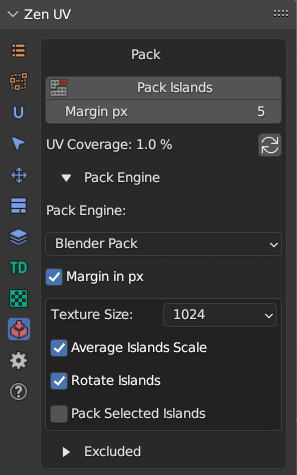 Zen UV
Pack
Pack Islands
Margin px 5
UV Coverage: 1.0 %
Pack Engine
Pack Engine:
Blender Pack
Margin in px
Texture Size: 1024
Average Islands Scale
TD
Rotate Islands
Pack Selected Islands
Excluded